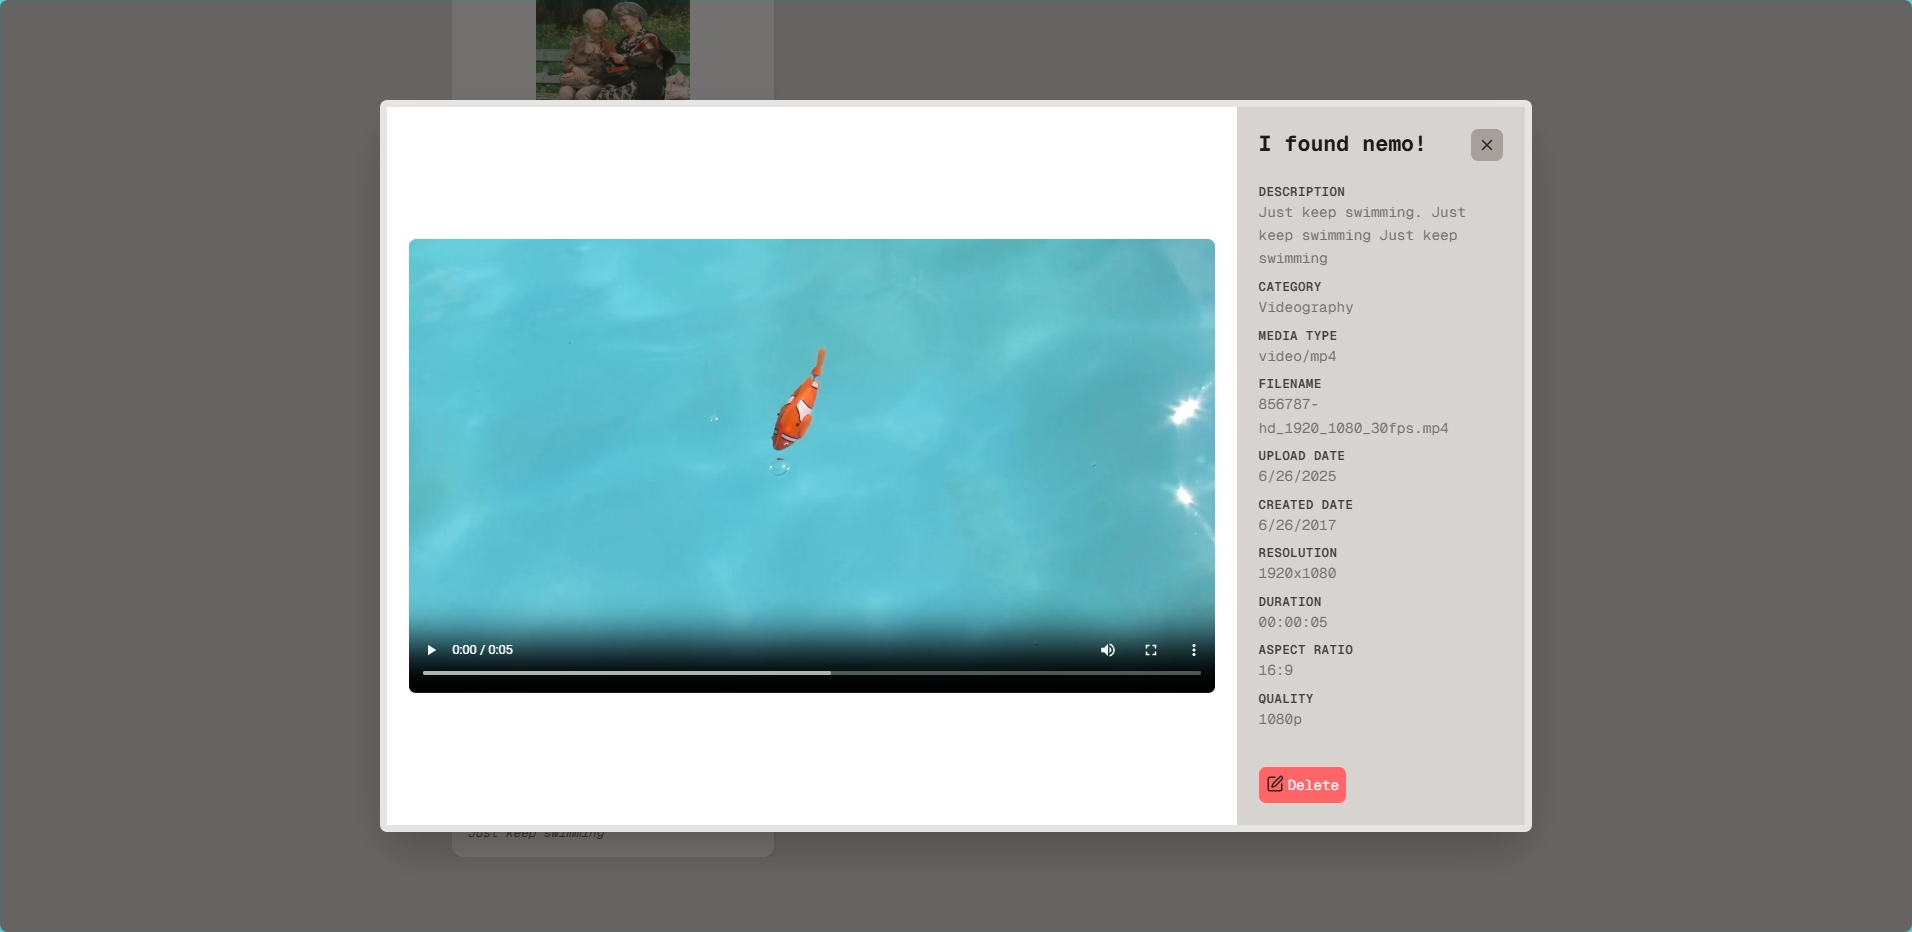 I found nemo!
DESCRIPTION
Just keep swimming. Just
keep swimming Just keep
swimming
CATEGORY
Videography
MEDIA TYPE
video/mp4
FILENAME
856787-
hd_1920_1080_30fps.mp4
UPLOAD DATE
6/26/2025
CREATED DATE
6/26/2017
RESOLUTION
1920x1080
DURATION
00:00:05
ASPECT RATIO
16:9
QUALITY
1080p
Delete
0:00 / 0:05
Just keep swimming